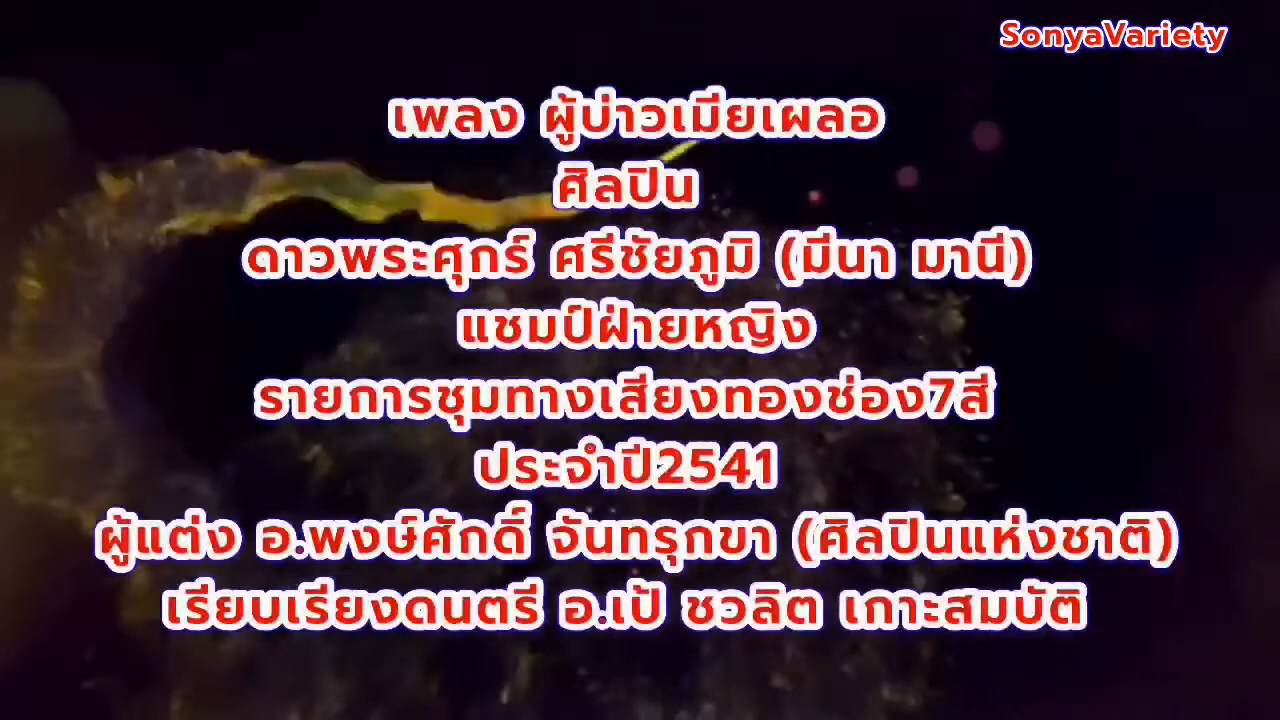 SonyaVariety
เพลง ผู้บ่าวเมียเผลอ
ศิลปิน
ดาวพระศุกร์ ศรีชัยภูมิ (มีนา มานี)
แชมป์ฝ่ายหญิง
รายการชุมทางเสียงทองช่อง7สี
ประจำปี2541
ผู้แต่ง อ.พงษ์ศักดิ์ จันทรุกขา (ศิลปินแห่งชาติ)
เรียบเรียงดนตรี อ.เป้ ชวลิต เกาะสมบัติ